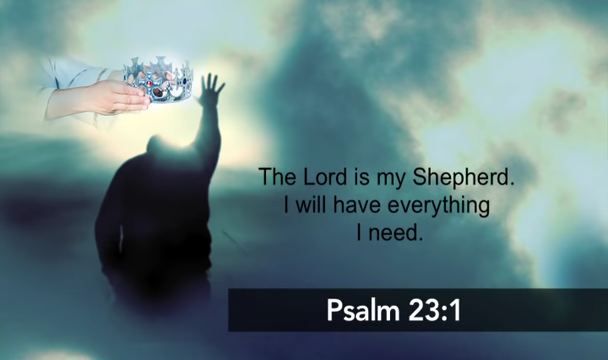 The Lord is my Shepherd.
I will have everything
I need.
Psalm 23:1